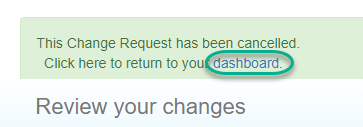 This Change Request has been cancelled.
Click here to return to your dashboard.
Review your changes